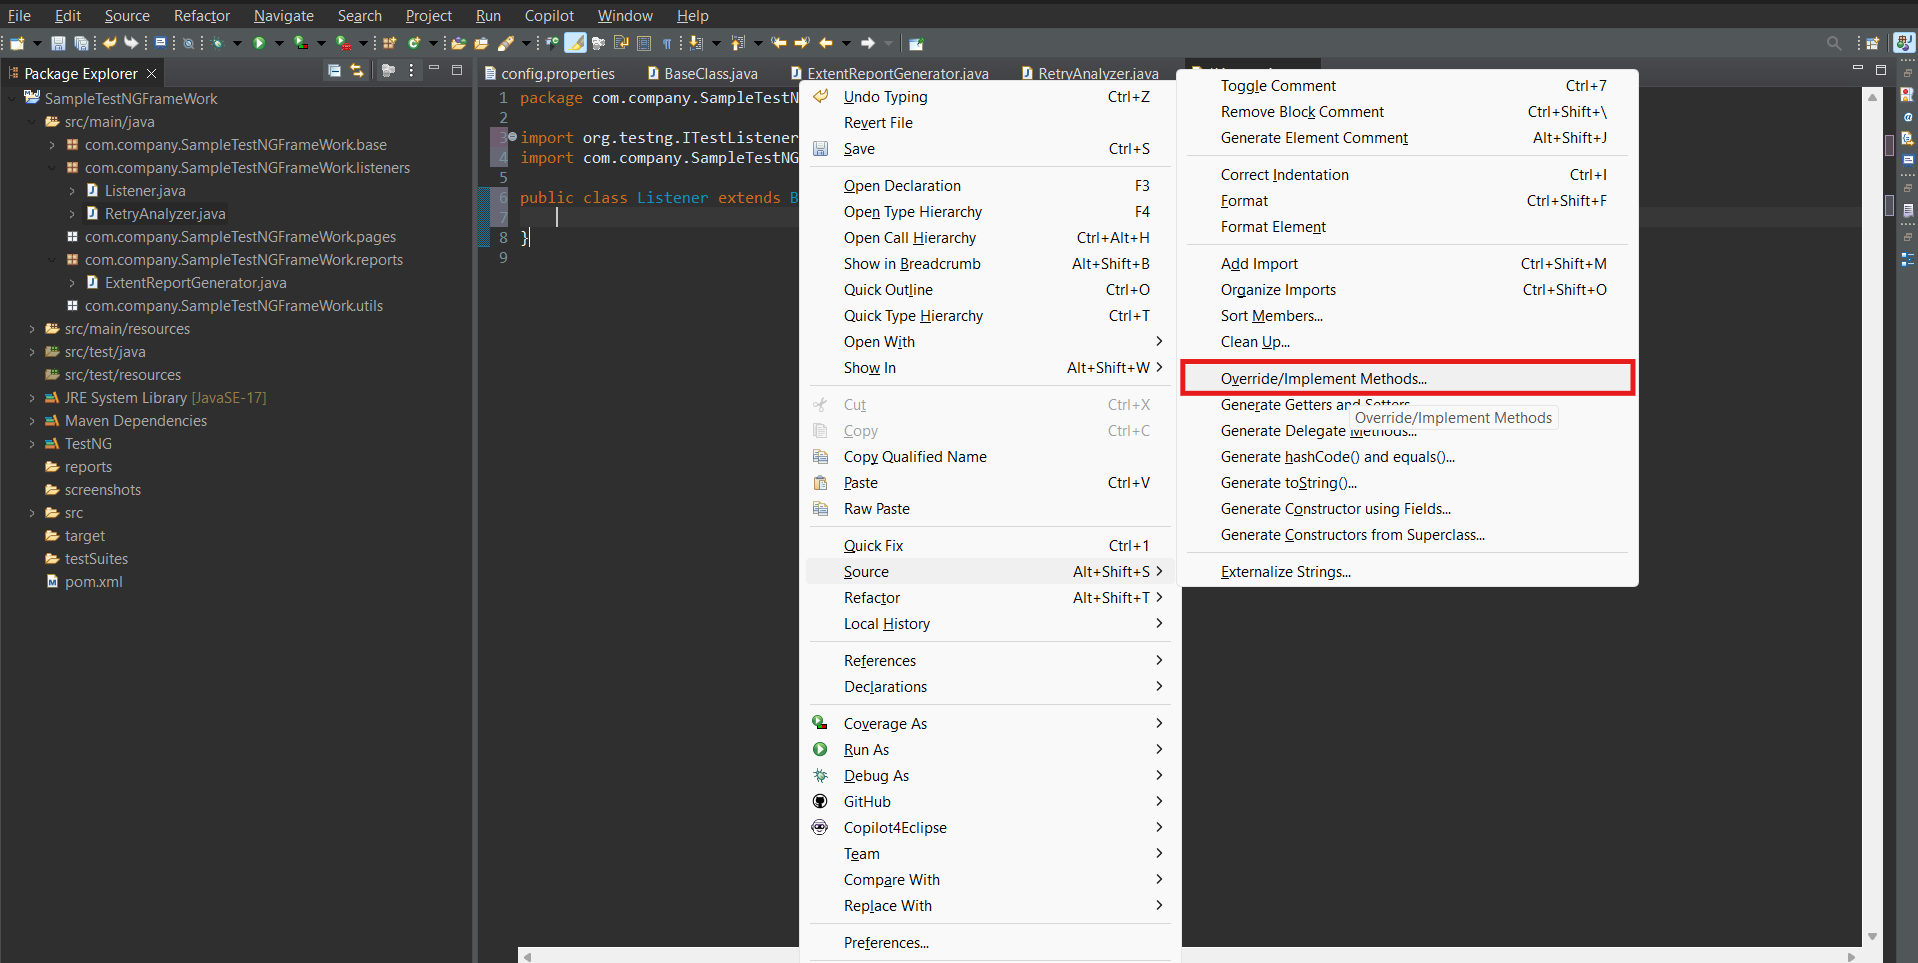 File Edit Source Refactor Navigate Search Project Run Copilot Window Help
Package Explorer
config.properties BaseClass.java ExtentReportGenerator.java RetryAnalyzer.java
SampleTestNGFrameWork
src/main/java
com.company.SampleTestNGFrameWork.base
com.company.SampleTestNGFrameWork.listeners
Listener.java
RetryAnalyzer.java
com.company.SampleTestNGFrameWork.pages
com.company.SampleTestNGFrameWork.reports
ExtentReportGenerator.java
com.company.SampleTestNGFrameWork.utils
src/main/resources
src/test/java
src/test/resources
JRE System Library [JavaSE-17]
Maven Dependencies
TestNG
reports
screenshots
src
target
testSuites
pom.xml
1 package com.company.SampleTestN
2
3 import org.testng.ITestListener
4 import com.company.SampleTestNG
5
6 public class Listener extends B
7
8 }
9
Undo Typing Ctrl+Z
Revert File
Save Ctrl+S
Open Declaration F3
Open Type Hierarchy F4
Open Call Hierarchy Ctrl+Alt+H
Show in Breadcrumb Alt+Shift+B
Quick Outline Ctrl+O
Quick Type Hierarchy Ctrl+T
Open With
Show In Alt+Shift+W
Cut Ctrl+X
Copy Ctrl+C
Copy Qualified Name
Paste Ctrl+V
Raw Paste
Quick Fix Ctrl+1
Source Alt+Shift+S
Refactor Alt+Shift+T
Local History
References
Declarations
Coverage As
Run As
Debug As
GitHub
Copilot4Eclipse
Team
Compare With
Replace With
Preferences...
Toggle Comment Ctrl+7
Remove Block Comment Ctrl+Shift+\
Generate Element Comment Alt+Shift+J
Correct Indentation Ctrl+I
Format Ctrl+Shift+F
Format Element
Add Import Ctrl+Shift+M
Organize Imports Ctrl+Shift+O
Sort Members...
Clean Up...
Override/Implement Methods...
Generate Getters and Setters
Override/Implement Methods
Generate Delegate Methods...
Generate hashCode() and equals()...
Generate toString()...
Generate Constructor using Fields...
Generate Constructors from Superclass...
Externalize Strings...